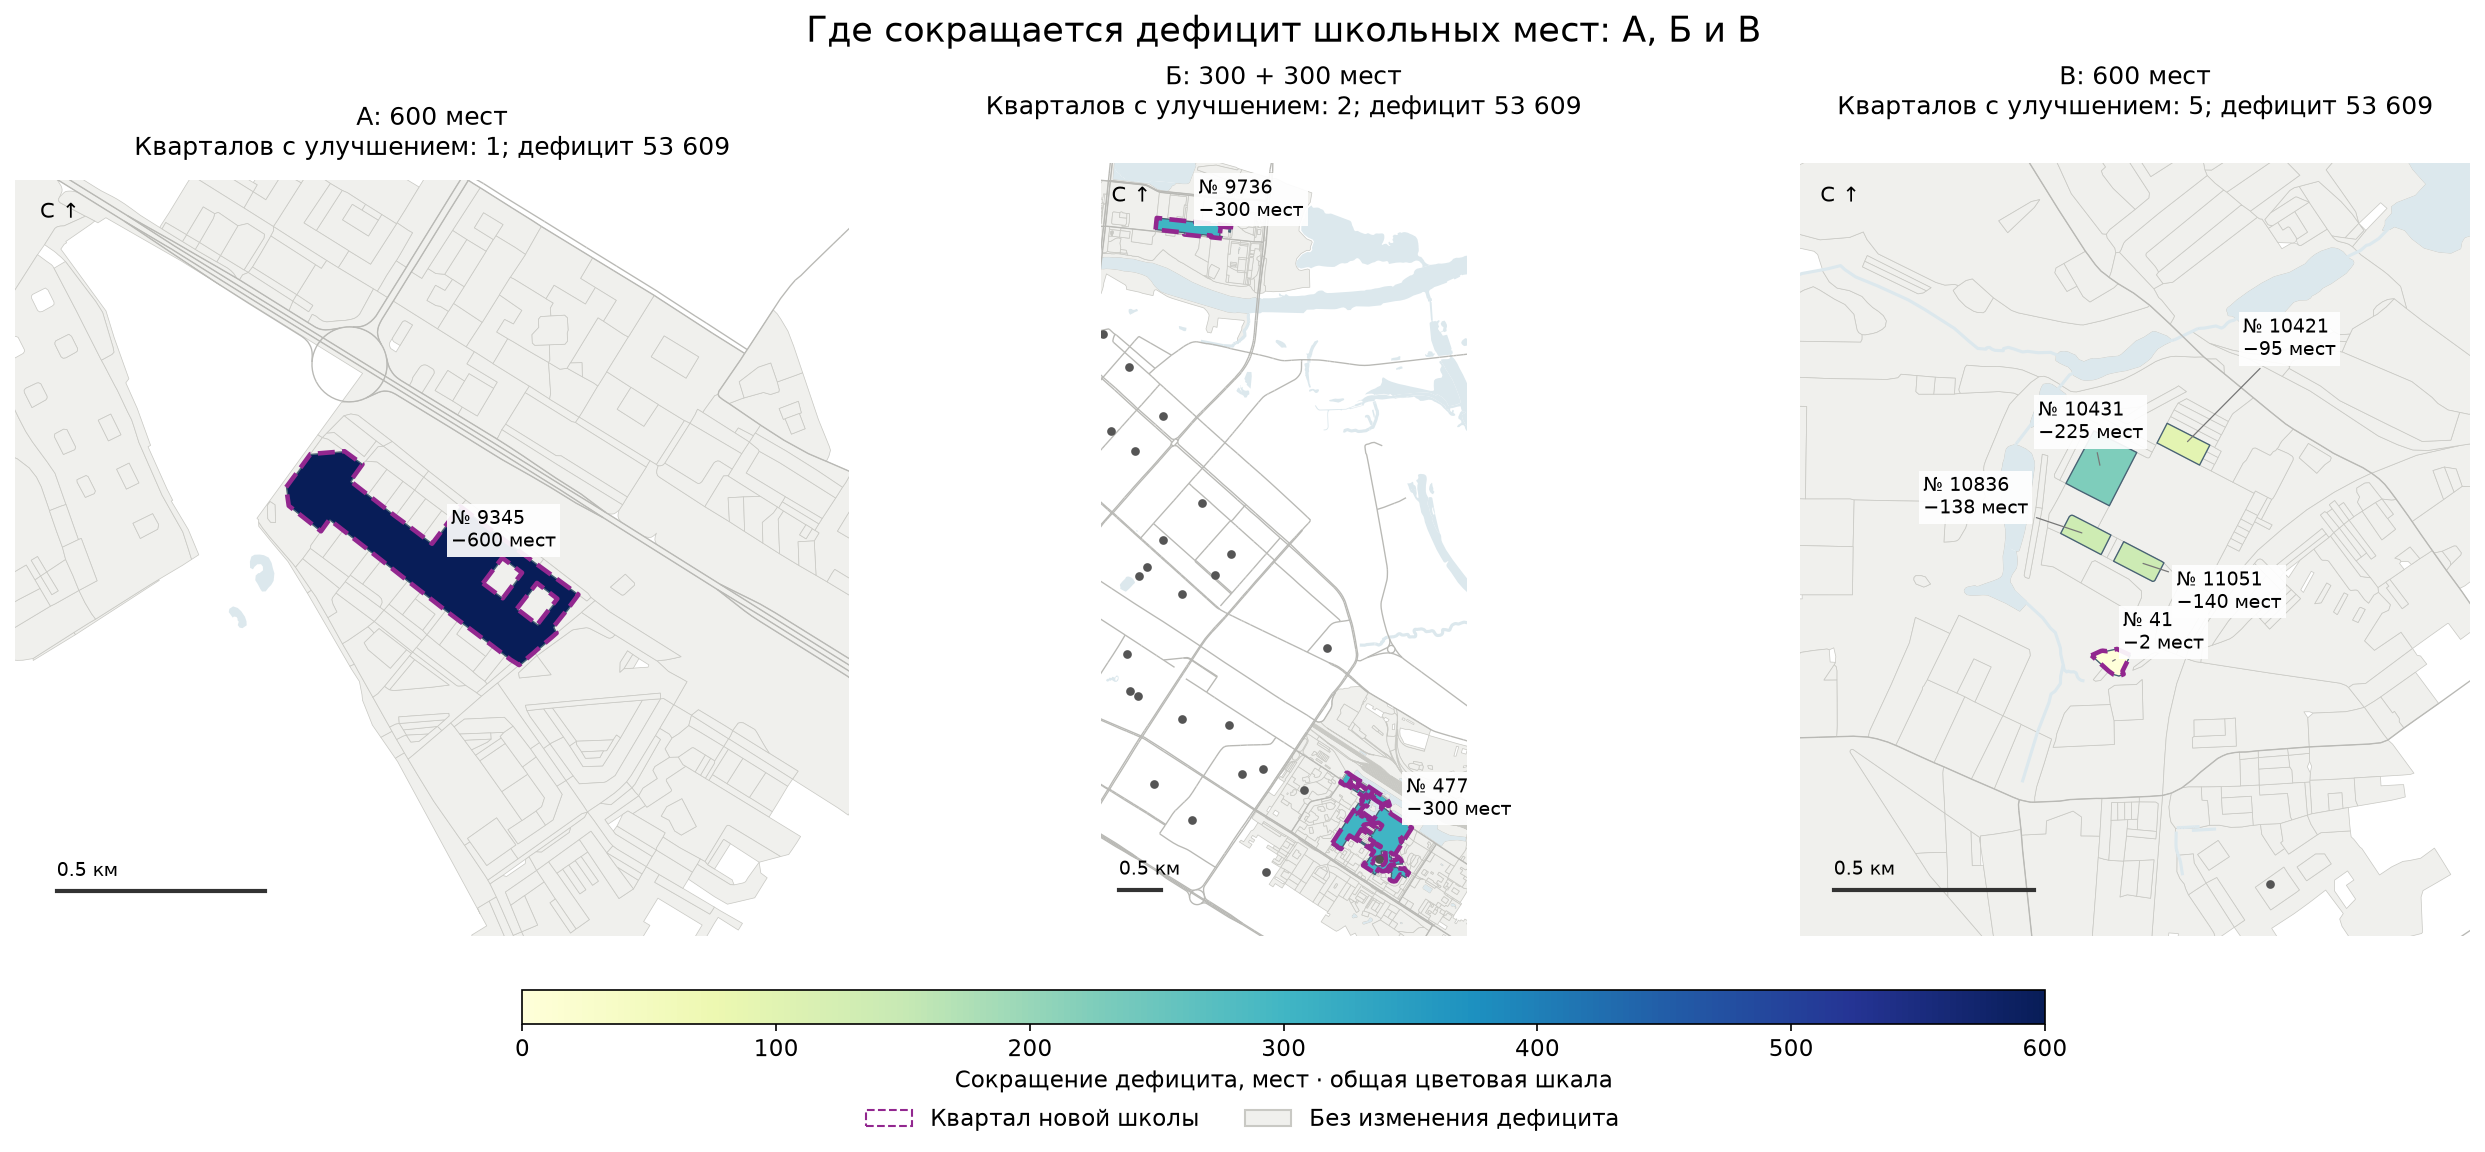 Где сокращается дефицит школьных мест: А, Б и В
А: 600 мест
Кварталов с улучшением: 1; дефицит 53 609
С ↑
№ 9345
−600 мест
0.5 км
Б: 300 + 300 мест
Кварталов с улучшением: 2; дефицит 53 609
С ↑
№ 9736
−300 мест
№ 477
−300 мест
0.5 км
В: 600 мест
Кварталов с улучшением: 5; дефицит 53 609
С ↑
№ 10421
−95 мест
№ 10431
−225 мест
№ 10836
−138 мест
№ 11051
−140 мест
№ 41
−2 мест
0.5 км
0 100 200 300 400 500 600
Сокращение дефицита, мест · общая цветовая шкала
Квартал новой школы
Без изменения дефицита